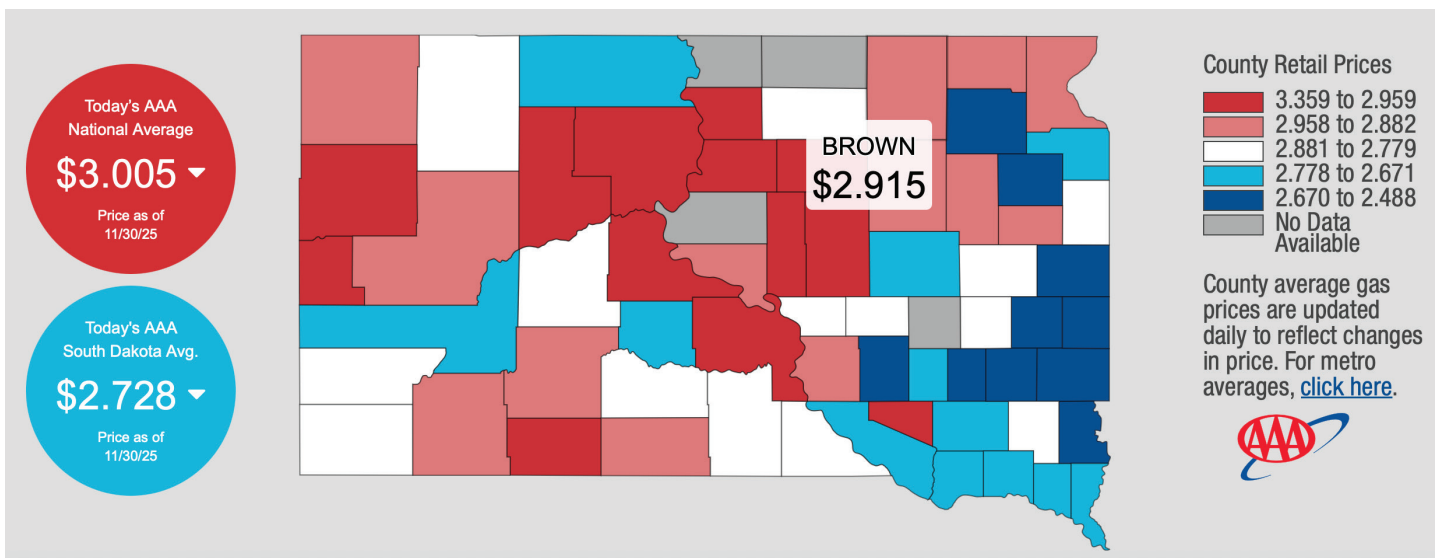 Today's AAA
National Average
$3.005
Price as of
11/30/25
Today's AAA
South Dakota Avg.
$2.728
Price as of
11/30/25
BROWN
$2.915
County Retail Prices
3.359 to 2.959
2.958 to 2.882
2.881 to 2.779
2.778 to 2.671
2.670 to 2.488
No Data
Available
County average gas
prices are updated
daily to reflect changes
in price. For metro
averages, click here.
AAA